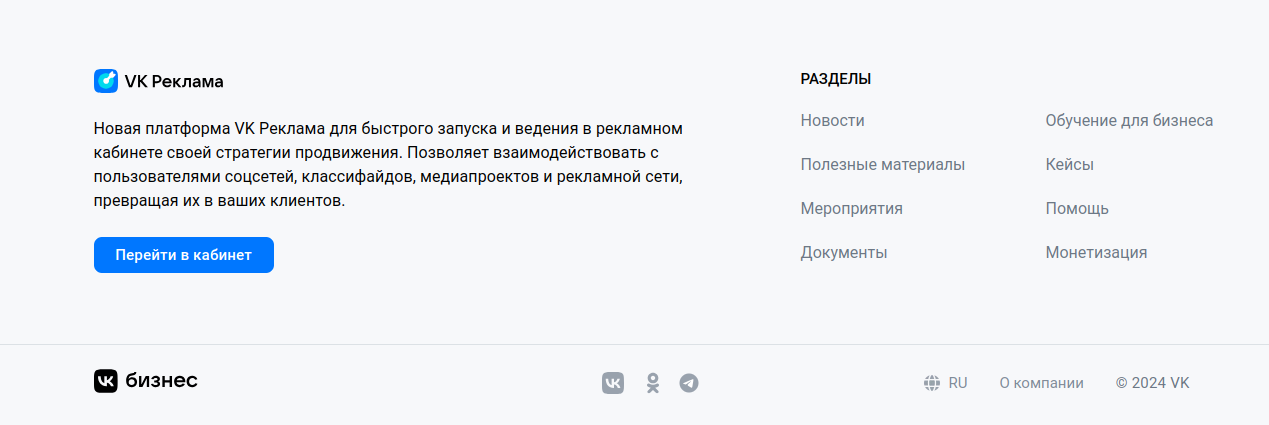 VK Реклама
Новая платформа VK Реклама для быстрого запуска и ведения в рекламном
кабинете своей стратегии продвижения. Позволяет взаимодействовать с
пользователями соцсетей, классифайдов, медиапроектов и рекламной сети,
превращая их в ваших клиентов.
Перейти в кабинет
РАЗДЕЛЫ
Новости
Обучение для бизнеса
Полезные материалы
Кейсы
Мероприятия
Помощь
Документы
Монетизация
VK бизнес
RU
О компании
© 2024 VK